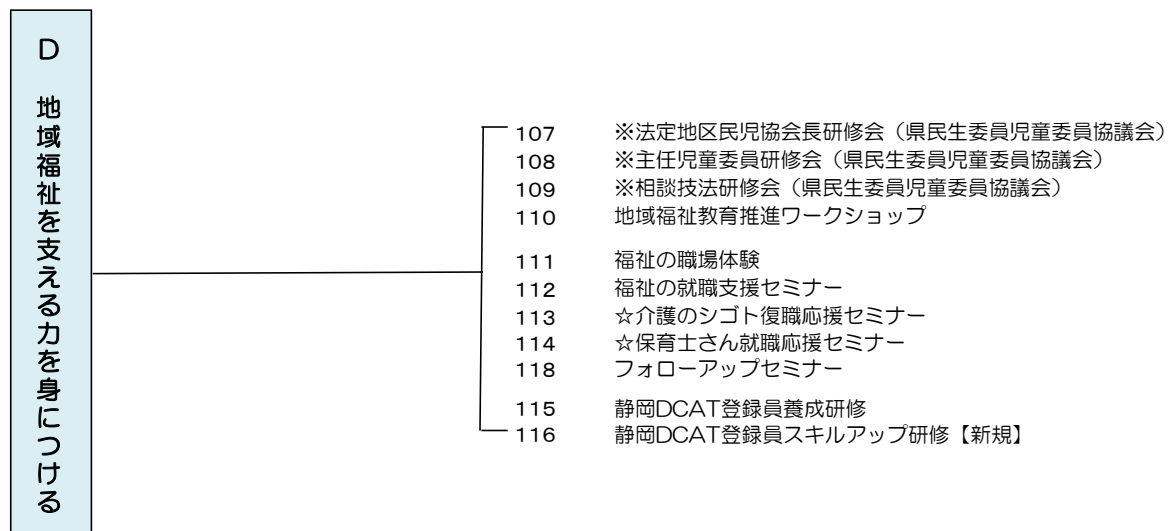 D 地域福祉を支える力を身につける
107 ※法定地区民児協会長研修会（県民生委員児童委員協議会）
108 ※主任児童委員研修会（県民生委員児童委員協議会）
109 ※相談技法研修会（県民生委員児童委員協議会）
110 地域福祉教育推進ワークショップ
111 福祉の職場体験
112 福祉の就職支援セミナー
113 ☆介護のシゴト復職応援セミナー
114 ☆保育士さん就職応援セミナー
118 フォローアップセミナー
115 静岡DCAT登録員養成研修
116 静岡DCAT登録員スキルアップ研修【新規】